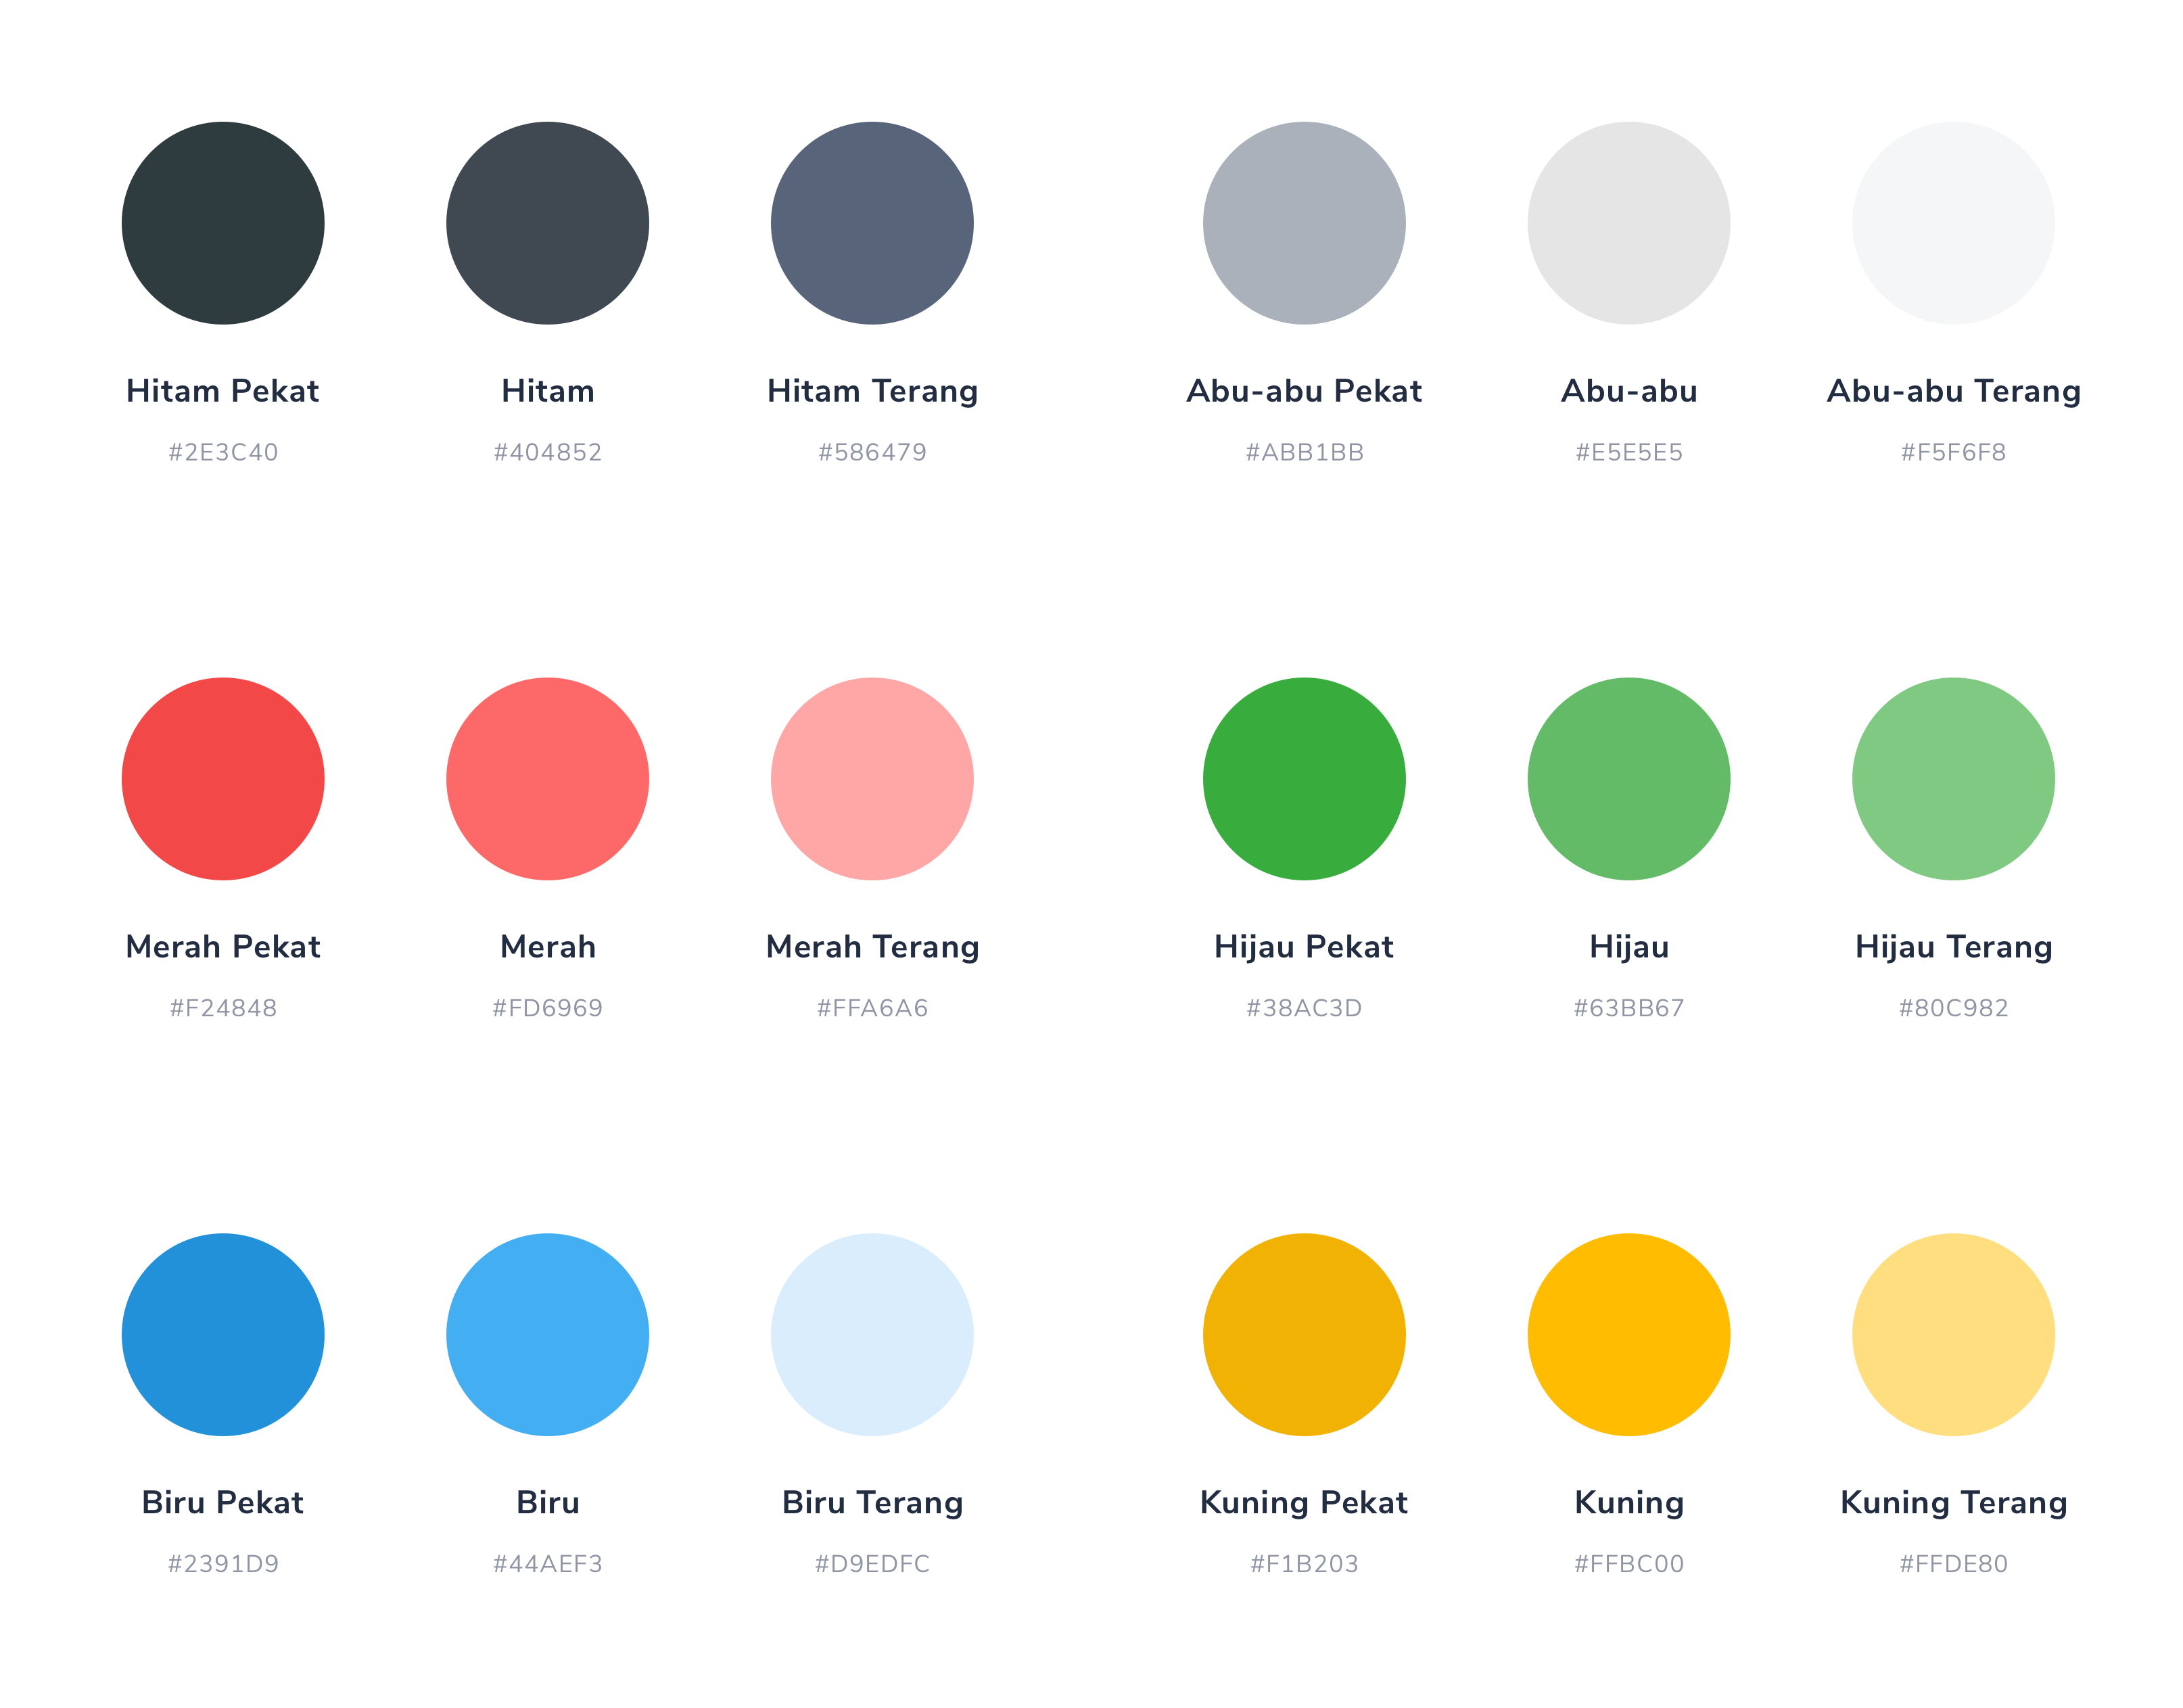 Hitam Pekat
#2E3C40
Hitam
#404852
Hitam Terang
#586479
Abu-abu Pekat
#ABB1BB
Abu-abu
#E5E5E5
Abu-abu Terang
#F5F6F8
Merah Pekat
#F24848
Merah
#FD6969
Merah Terang
#FFA6A6
Hijau Pekat
#38AC3D
Hijau
#63BB67
Hijau Terang
#80C982
Biru Pekat
#2391D9
Biru
#44AEF3
Biru Terang
#D9EDFC
Kuning Pekat
#F1B203
Kuning
#FFBC00
Kuning Terang
#FFDE80